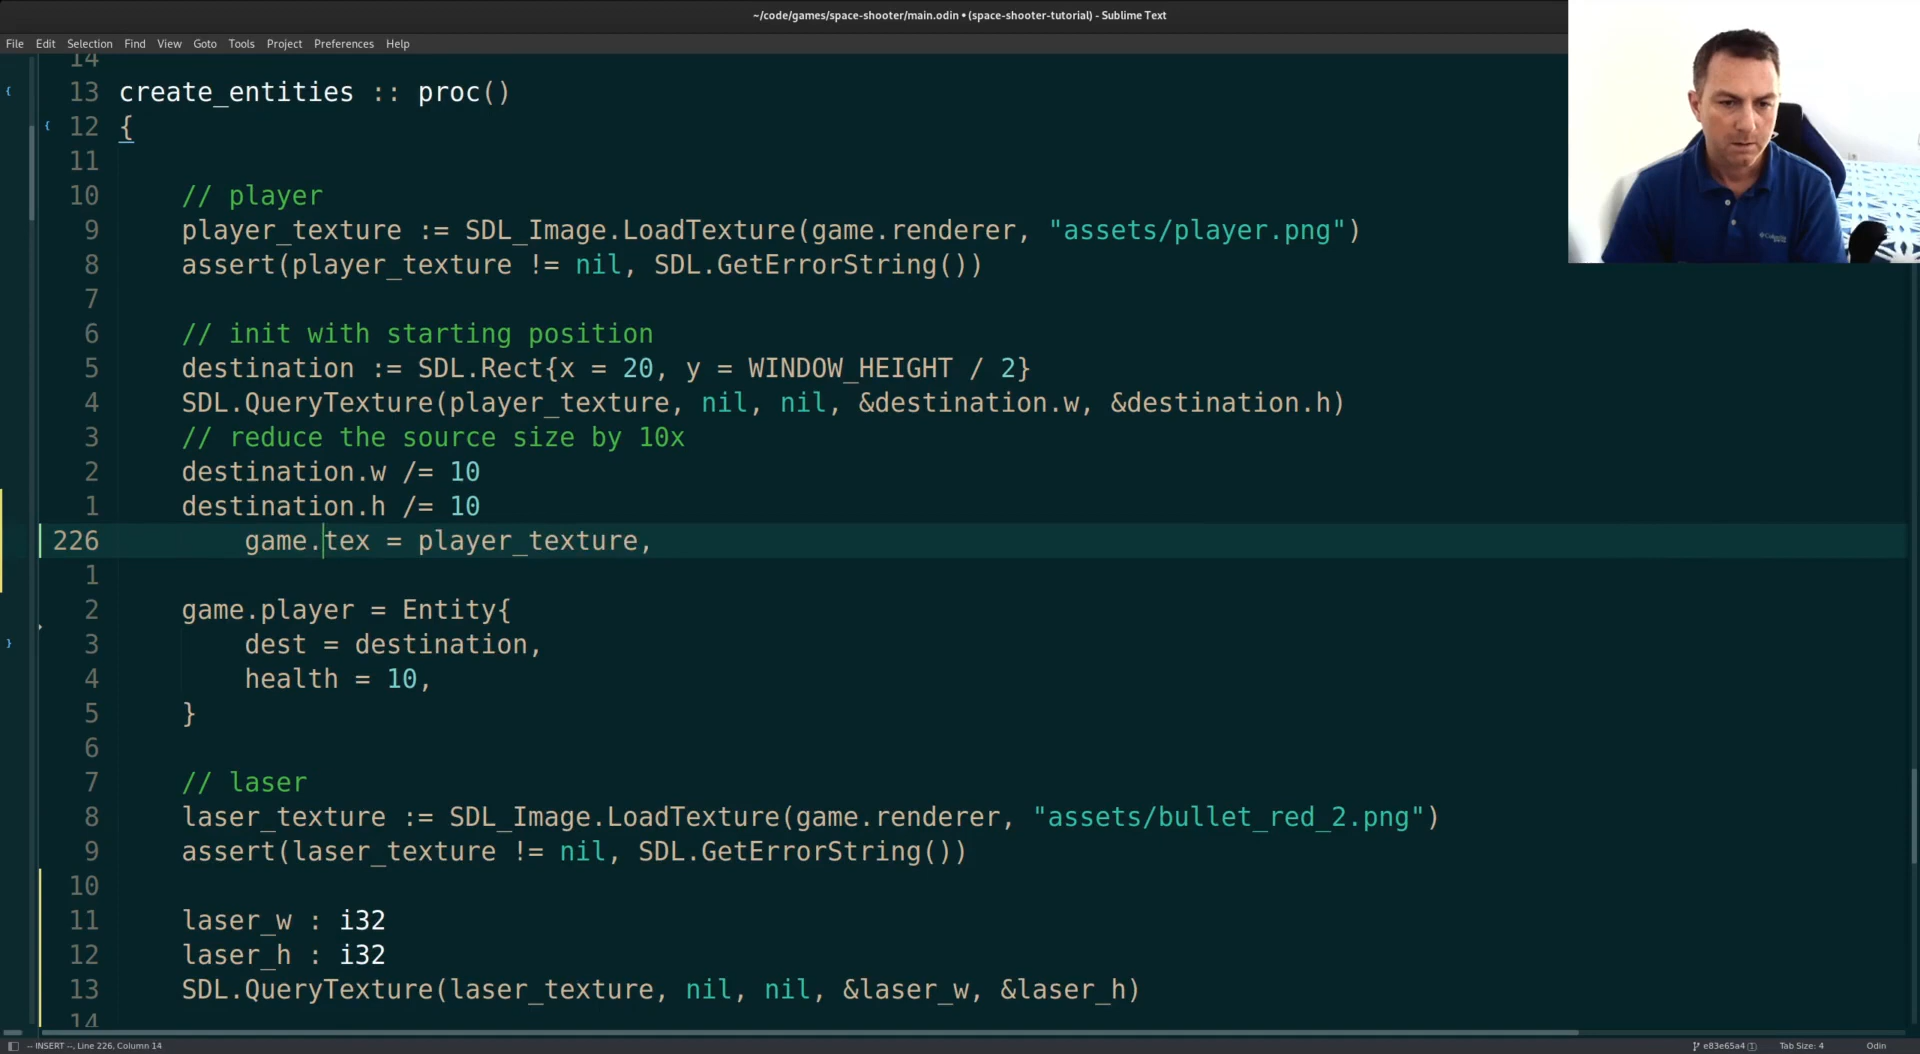 ~/code/games/space-shooter/main.odin • (space-shooter-tutorial) - Sublime Text
File Edit Selection Find View Goto Tools Project Preferences Help
14
13 create_entities :: proc()
12 {
11
10 // player
9 player_texture := SDL_Image.LoadTexture(game.renderer, "assets/player.png")
8 assert(player_texture != nil, SDL.GetErrorString())
7
6 // init with starting position
5 destination := SDL.Rect{x = 20, y = WINDOW_HEIGHT / 2}
4 SDL.QueryTexture(player_texture, nil, nil, &destination.w, &destination.h)
3 // reduce the source size by 10x
2 destination.w /= 10
1 destination.h /= 10
226 game.tex = player_texture,
1
2 game.player = Entity{
3 dest = destination,
4 health = 10,
5 }
6
7 // laser
8 laser_texture := SDL_Image.LoadTexture(game.renderer, "assets/bullet_red_2.png")
9 assert(laser_texture != nil, SDL.GetErrorString())
10
11 laser_w : i32
12 laser_h : i32
13 SDL.QueryTexture(laser_texture, nil, nil, &laser_w, &laser_h)
14
-- INSERT --, Line 226, Column 14 e83e65a4 1 Tab Size: 4 Odin